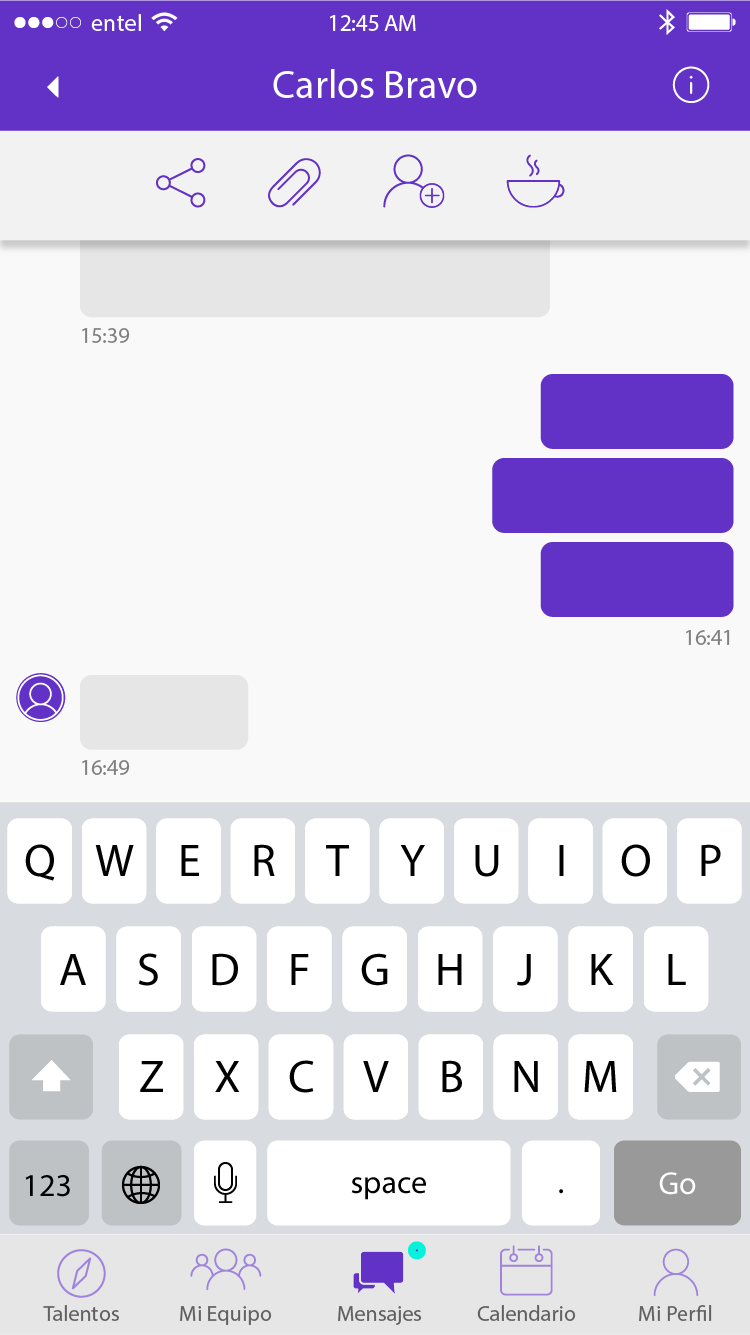 entel 12:45 AM
Carlos Bravo
i
15:39
16:41
16:49
Q W E R T Y U I O P
A S D F G H J K L
Z X C V B N M
123 space . Go
Talentos Mi Equipo Mensajes Calendario Mi Perfil